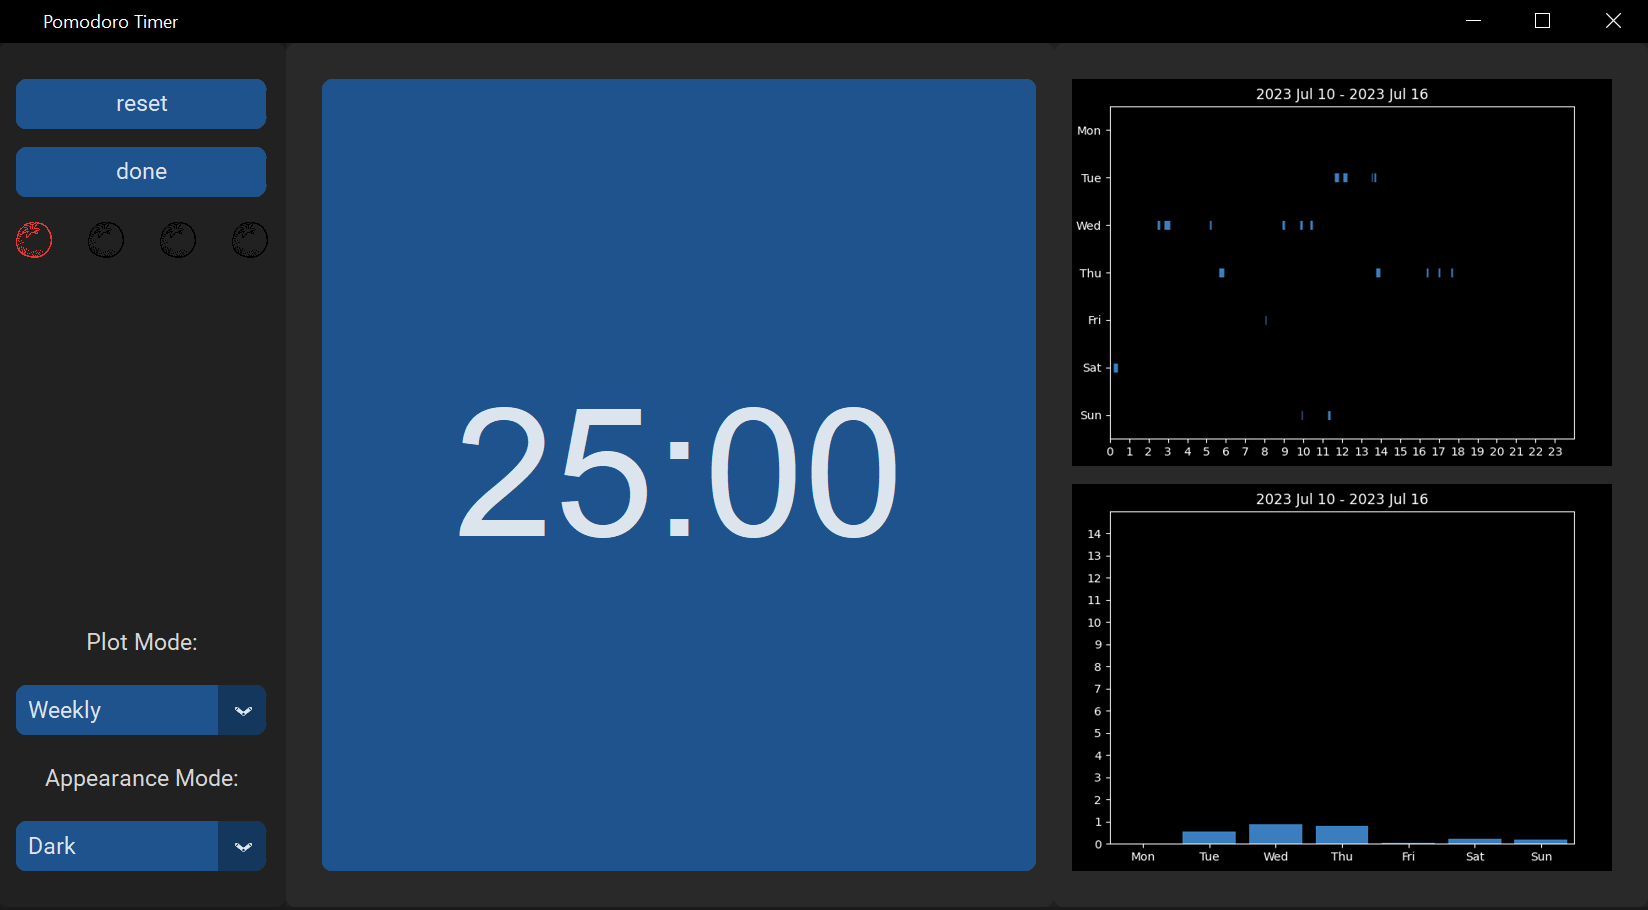 Pomodoro Timer
reset
done
Plot Mode:
Weekly
Appearance Mode:
Dark
25:00
2023 Jul 10 - 2023 Jul 16
Mon
Tue
Wed
Thu
Fri
Sat
Sun
0 1 2 3 4 5 6 7 8 9 10 11 12 13 14 15 16 17 18 19 20 21 22 23
2023 Jul 10 - 2023 Jul 16
14
13
12
11
10
9
8
7
6
5
4
3
2
1
0
Mon Tue Wed Thu Fri Sat Sun